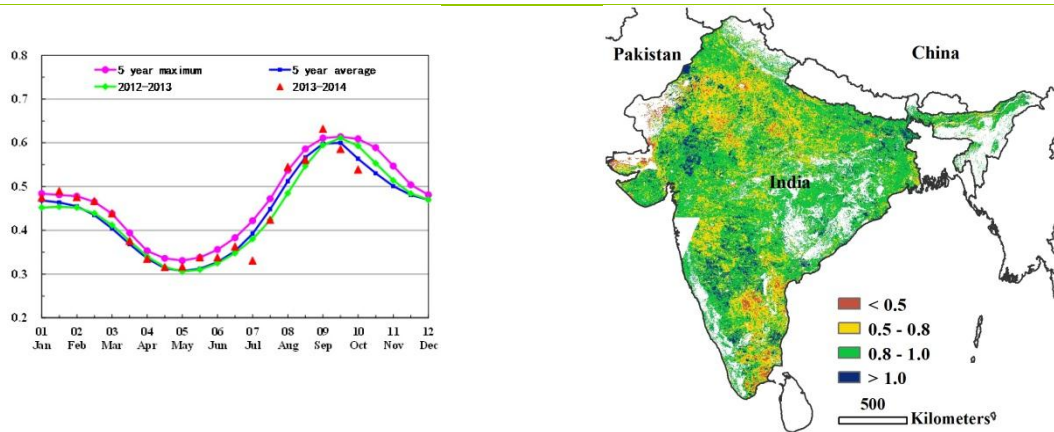 0.8
5 year maximum 5 year average
2012-2013 2013-2014
0.7
0.6
0.5
0.4
0.3
0.2
01 02 03 04 05 06 07 08 09 10 11 12
Jan Feb Mar Apr May Jun Jul Aug Sep Oct Nov Dec
Pakistan
China
India
< 0.5
0.5 - 0.8
0.8 - 1.0
> 1.0
500
Kilometers